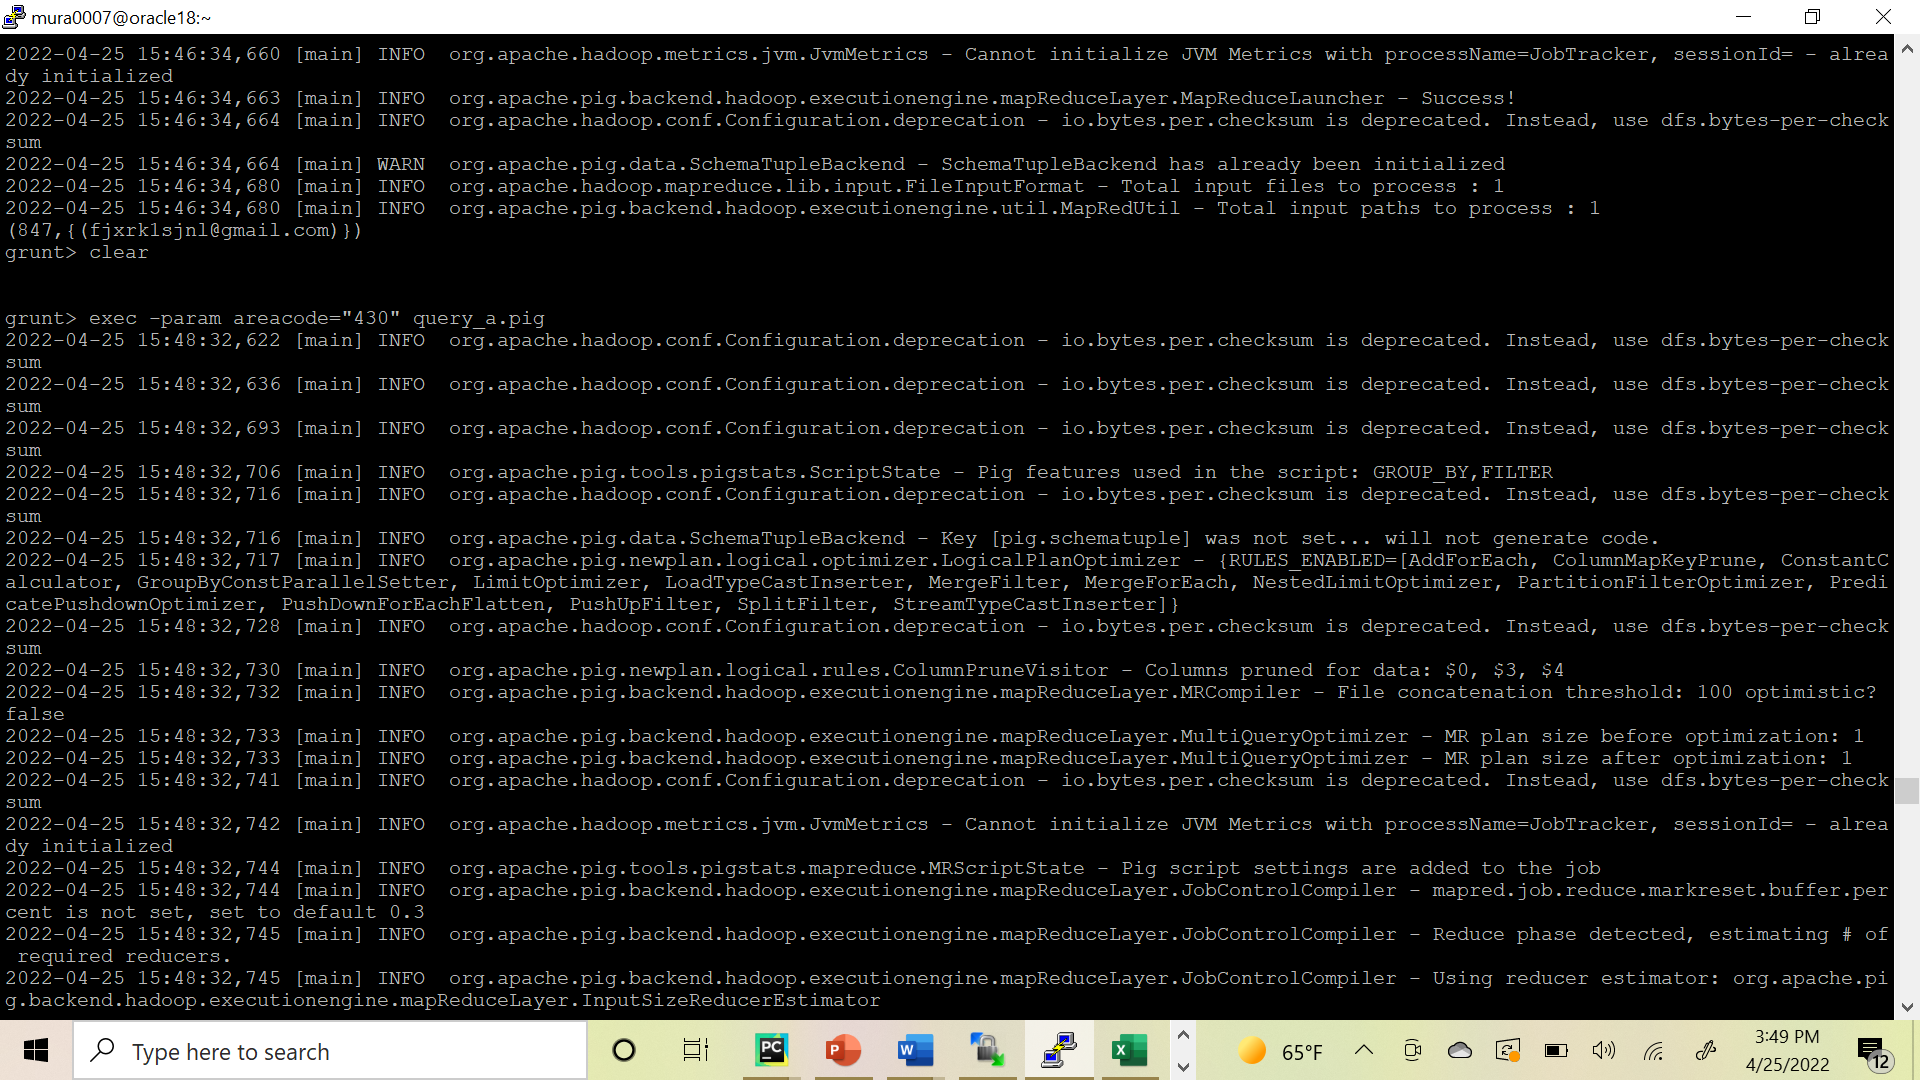 mura0007@oracle18:~
2022-04-25 15:46:34,660 [main] INFO  org.apache.hadoop.metrics.jvm.JvmMetrics - Cannot initialize JVM Metrics with processName=JobTracker, sessionId= - alrea
dy initialized
2022-04-25 15:46:34,663 [main] INFO  org.apache.pig.backend.hadoop.executionengine.mapReduceLayer.MapReduceLauncher - Success!
2022-04-25 15:46:34,664 [main] INFO  org.apache.hadoop.conf.Configuration.deprecation - io.bytes.per.checksum is deprecated. Instead, use dfs.bytes-per-check
sum
2022-04-25 15:46:34,664 [main] WARN  org.apache.pig.data.SchemaTupleBackend - SchemaTupleBackend has already been initialized
2022-04-25 15:46:34,680 [main] INFO  org.apache.hadoop.mapreduce.lib.input.FileInputFormat - Total input files to process : 1
2022-04-25 15:46:34,680 [main] INFO  org.apache.pig.backend.hadoop.executionengine.util.MapRedUtil - Total input paths to process : 1
(847,{(fjxrk1sjnl@gmail.com)})
grunt> clear
grunt> exec -param areacode="430" query_a.pig
2022-04-25 15:48:32,622 [main] INFO  org.apache.hadoop.conf.Configuration.deprecation - io.bytes.per.checksum is deprecated. Instead, use dfs.bytes-per-check
sum
2022-04-25 15:48:32,636 [main] INFO  org.apache.hadoop.conf.Configuration.deprecation - io.bytes.per.checksum is deprecated. Instead, use dfs.bytes-per-check
sum
2022-04-25 15:48:32,693 [main] INFO  org.apache.hadoop.conf.Configuration.deprecation - io.bytes.per.checksum is deprecated. Instead, use dfs.bytes-per-check
sum
2022-04-25 15:48:32,706 [main] INFO  org.apache.pig.tools.pigstats.ScriptState - Pig features used in the script: GROUP_BY,FILTER
2022-04-25 15:48:32,716 [main] INFO  org.apache.hadoop.conf.Configuration.deprecation - io.bytes.per.checksum is deprecated. Instead, use dfs.bytes-per-check
sum
2022-04-25 15:48:32,716 [main] INFO  org.apache.pig.data.SchemaTupleBackend - Key [pig.schematuple] was not set... will not generate code.
2022-04-25 15:48:32,717 [main] INFO  org.apache.pig.newplan.logical.optimizer.LogicalPlanOptimizer - {RULES_ENABLED=[AddForEach, ColumnMapKeyPrune, ConstantC
alculator, GroupByConstParallelSetter, LimitOptimizer, LoadTypeCastInserter, MergeFilter, MergeForEach, NestedLimitOptimizer, PartitionFilterOptimizer, Predi
catePushdownOptimizer, PushDownForEachFlatten, PushUpFilter, SplitFilter, StreamTypeCastInserter]}
2022-04-25 15:48:32,728 [main] INFO  org.apache.hadoop.conf.Configuration.deprecation - io.bytes.per.checksum is deprecated. Instead, use dfs.bytes-per-check
sum
2022-04-25 15:48:32,730 [main] INFO  org.apache.pig.newplan.logical.rules.ColumnPruneVisitor - Columns pruned for data: $0, $3, $4
2022-04-25 15:48:32,732 [main] INFO  org.apache.pig.backend.hadoop.executionengine.mapReduceLayer.MRCompiler - File concatenation threshold: 100 optimistic?
false
2022-04-25 15:48:32,733 [main] INFO  org.apache.pig.backend.hadoop.executionengine.mapReduceLayer.MultiQueryOptimizer - MR plan size before optimization: 1
2022-04-25 15:48:32,733 [main] INFO  org.apache.pig.backend.hadoop.executionengine.mapReduceLayer.MultiQueryOptimizer - MR plan size after optimization: 1
2022-04-25 15:48:32,741 [main] INFO  org.apache.hadoop.conf.Configuration.deprecation - io.bytes.per.checksum is deprecated. Instead, use dfs.bytes-per-check
sum
2022-04-25 15:48:32,742 [main] INFO  org.apache.hadoop.metrics.jvm.JvmMetrics - Cannot initialize JVM Metrics with processName=JobTracker, sessionId= - alrea
dy initialized
2022-04-25 15:48:32,744 [main] INFO  org.apache.pig.tools.pigstats.mapreduce.MRScriptState - Pig script settings are added to the job
2022-04-25 15:48:32,744 [main] INFO  org.apache.pig.backend.hadoop.executionengine.mapReduceLayer.JobControlCompiler - mapred.job.reduce.markreset.buffer.per
cent is not set, set to default 0.3
2022-04-25 15:48:32,745 [main] INFO  org.apache.pig.backend.hadoop.executionengine.mapReduceLayer.JobControlCompiler - Reduce phase detected, estimating # of
 required reducers.
2022-04-25 15:48:32,745 [main] INFO  org.apache.pig.backend.hadoop.executionengine.mapReduceLayer.JobControlCompiler - Using reducer estimator: org.apache.pi
g.backend.hadoop.executionengine.mapReduceLayer.InputSizeReducerEstimator
Type here to search
PC
P
W
X
65°F
3:49 PM
4/25/2022
12